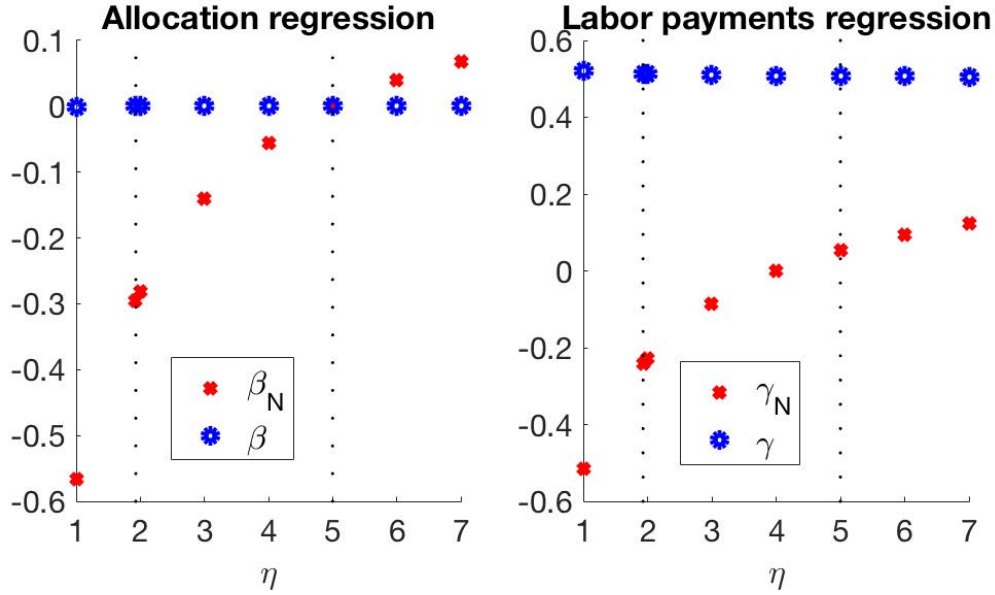 Allocation regression
0.1
0
-0.1
-0.2
-0.3
-0.4
-0.5
-0.6
1 2 3 4 5 6 7
η
β_N
β
Labor payments regression
0.6
0.4
0.2
0
-0.2
-0.4
-0.6
1 2 3 4 5 6 7
η
γ_N
γ